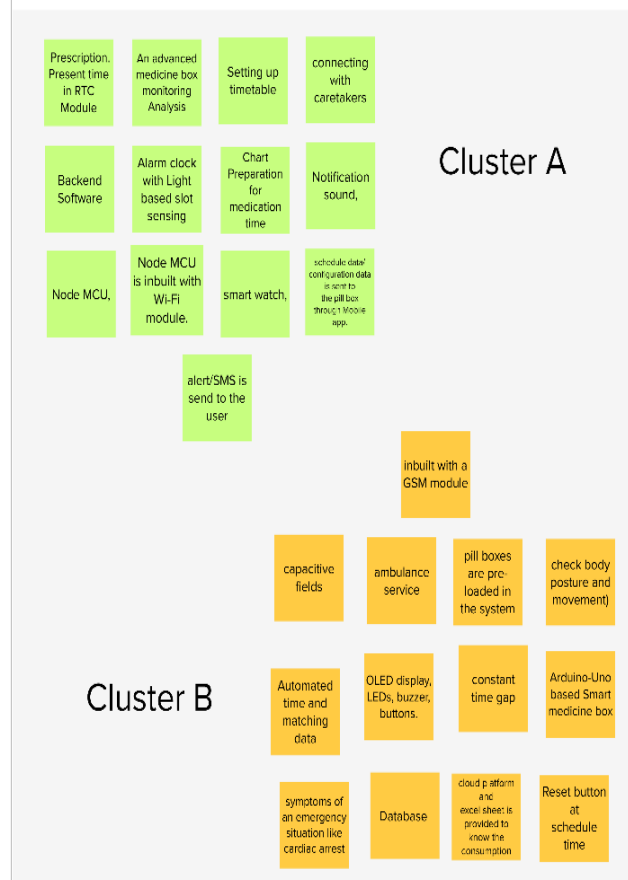 Prescription.
Present time
in RTC
Module
An advanced
medicine box
monitoring
Analysis
Setting up
timetable
connecting
with
caretakers
Cluster A
Backend
Software
Alarm clock
with Light
based slot
sensing
Chart
Preparation
for
medication
time
Notification
sound,
Node MCU,
Node MCU
is inbuilt with
Wi-Fi
module.
smart watch,
schedule data/
configuration data
is sent to
the pill box
through Mobile
app.
alert/SMS is
send to the
user
inbuilt with a
GSM module
capacitive
fields
ambulance
service
pill boxes
are pre-
loaded in
the system
check body
posture and
movement)
Cluster B
Automated
time and
matching
data
OLED display,
LEDs, buzzer,
buttons.
constant
time gap
Arduino-Uno
based Smart
medicine box
symptoms of
an emergency
situation like
cardiac arrest
Database
cloud platform
and
excel sheet is
provided to
know the
consumption
Reset button
at
schedule
time